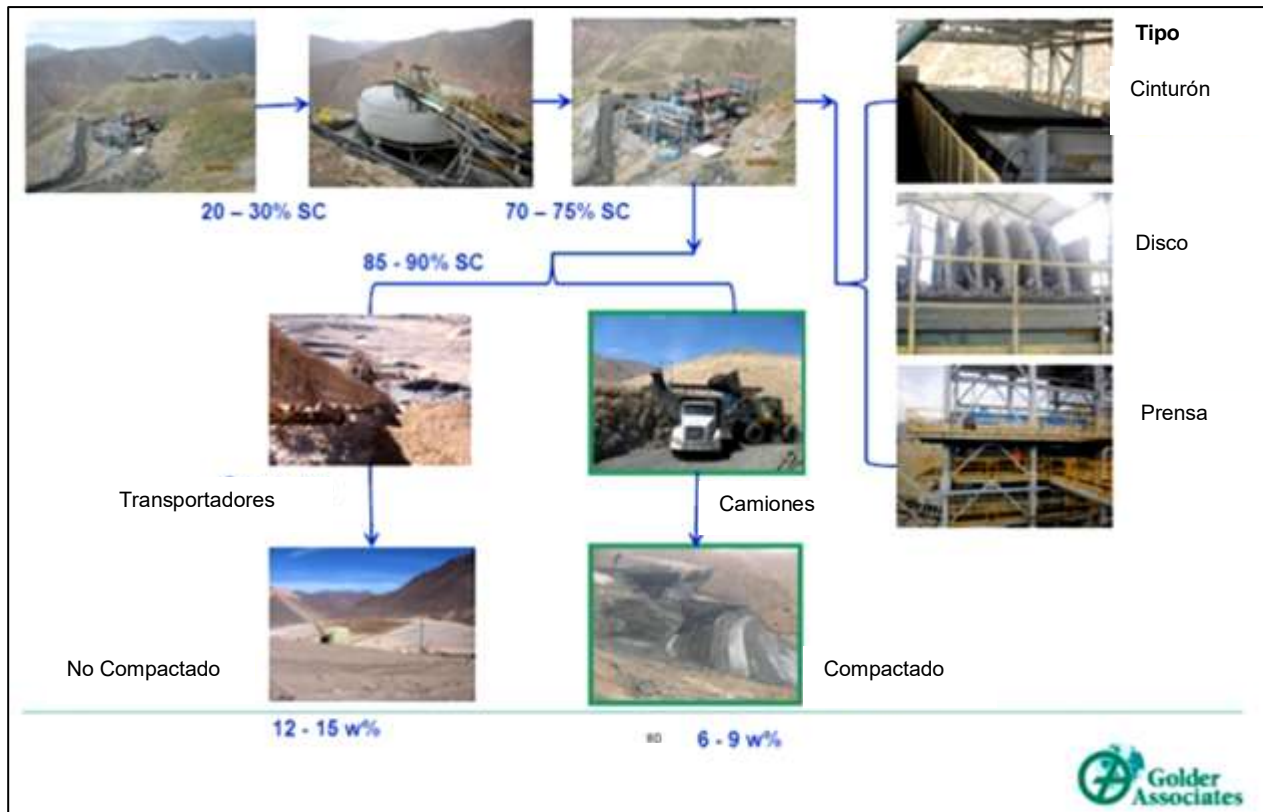 Tipo
Cinturón
20 – 30% SC
70 – 75% SC
Disco
85 - 90% SC
Prensa
Transportadores
Camiones
No Compactado
Compactado
12 - 15 w%
6 - 9 w%
Golder
Associates